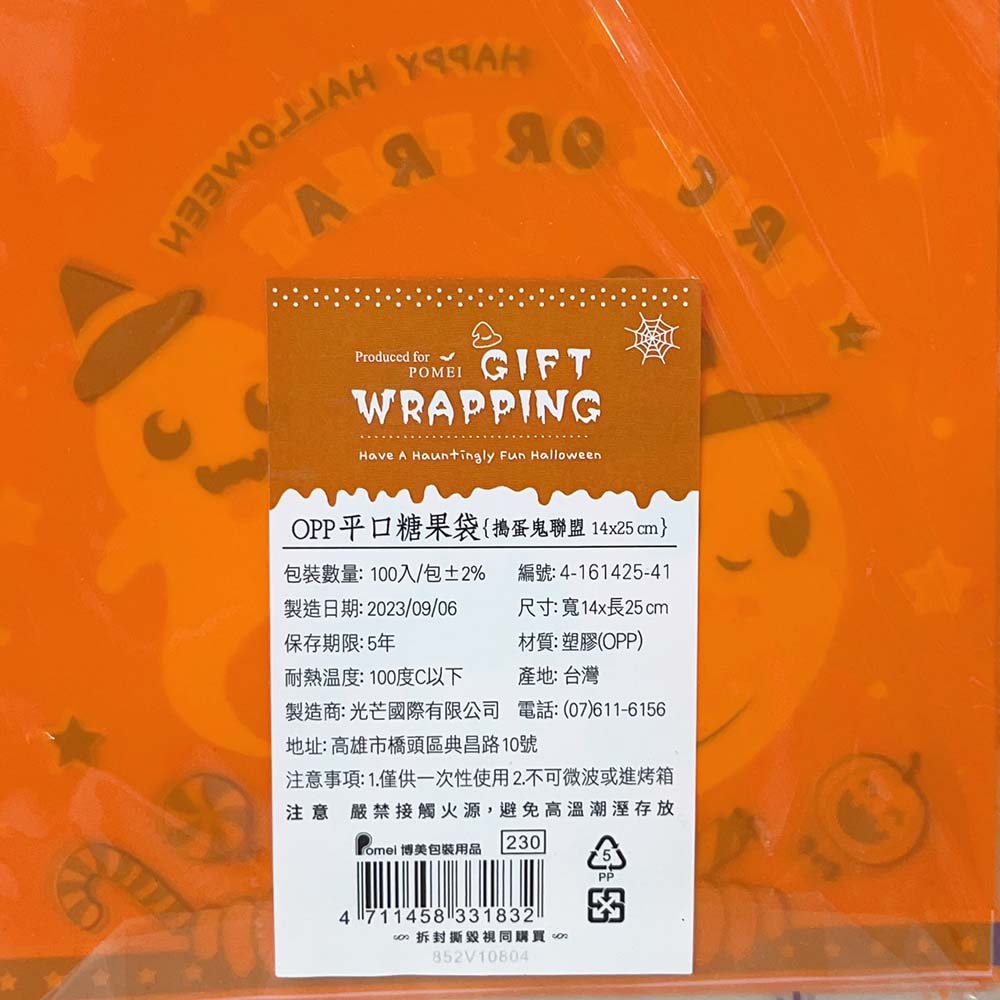 HAPPY HALLOWEEN
Produced for
POMEI
GIFT
WRAPPING
Have A Hauntingly Fun Halloween
OPP平口糖果袋{搗蛋鬼聯盟 14x25 cm}
包裝數量: 100入/包±2% 編號: 4-161425-41
製造日期: 2023/09/06 尺寸: 寬14x長25 cm
保存期限: 5年 材質: 塑膠(OPP)
耐熱溫度: 100度C以下 產地: 台灣
製造商: 光芒國際有限公司 電話: (07)611-6156
地址: 高雄市橋頭區典昌路10號
注意事項: 1.僅供一次性使用 2.不可微波或進烤箱
注意 嚴禁接觸火源，避免高溫潮溼存放
Pomei 博美包裝用品 230
5
PP
4 711458 331832
拆封撕毀視同購買
852V10804